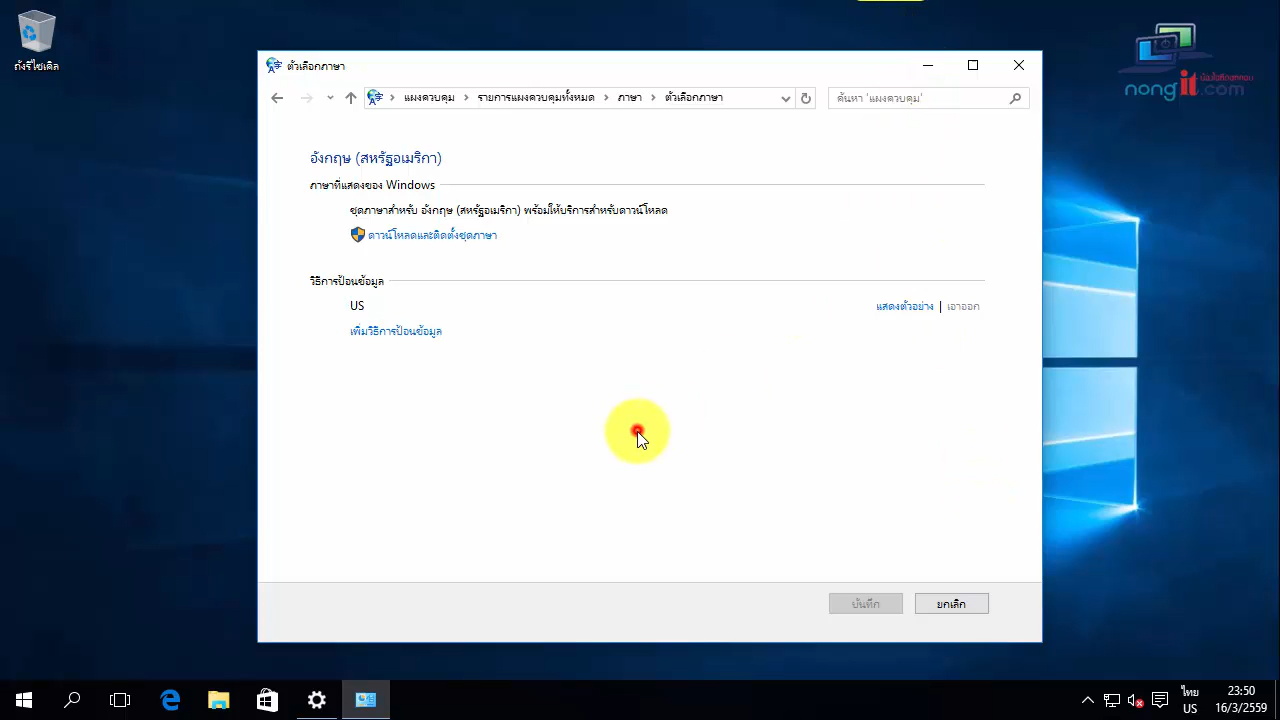 ถังรีไซเคิล
น้องไอทีขอตอบ
nongit.com
ตัวเลือกภาษา
แผงควบคุม
รายการแผงควบคุมทั้งหมด
ภาษา
ตัวเลือกภาษา
ค้นหา 'แผงควบคุม'
อังกฤษ (สหรัฐอเมริกา)
ภาษาที่แสดงของ Windows
ชุดภาษาสำหรับ อังกฤษ (สหรัฐอเมริกา) พร้อมให้บริการสำหรับดาวน์โหลด
ดาวน์โหลดและติดตั้งชุดภาษา
วิธีการป้อนข้อมูล
US
แสดงตัวอย่าง | เอาออก
เพิ่มวิธีการป้อนข้อมูล
บันทึก
ยกเลิก
ไทย
US
23:50
16/3/2559